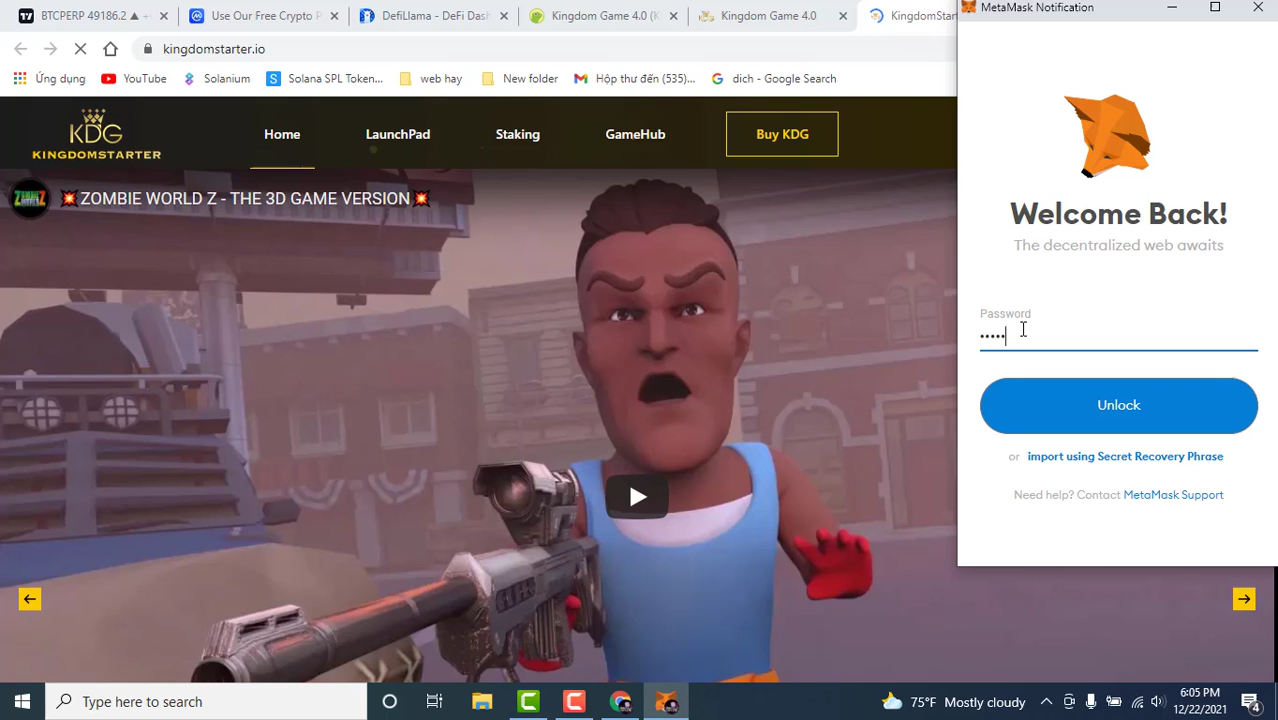 BTCPERP 49186.2 ▲ +
Use Our Free Crypto P
DefiLlama - DeFi Das
Kingdom Game 4.0 (K
Kingdom Game 4.0
KingdomStar
MetaMask Notification
kingdomstarter.io
Ứng dụng
YouTube
Solanium
Solana SPL Token...
web hay
New folder
Hộp thư đến (535)...
dich - Google Search
KDG
KINGDOMSTARTER
Home
LaunchPad
Staking
GameHub
Buy KDG
💥ZOMBIE WORLD Z - THE 3D GAME VERSION💥
Welcome Back!
The decentralized web awaits
Password
•••••
Unlock
or import using Secret Recovery Phrase
Need help? Contact MetaMask Support
Type here to search
75°F Mostly cloudy
6:05 PM
12/22/2021
4